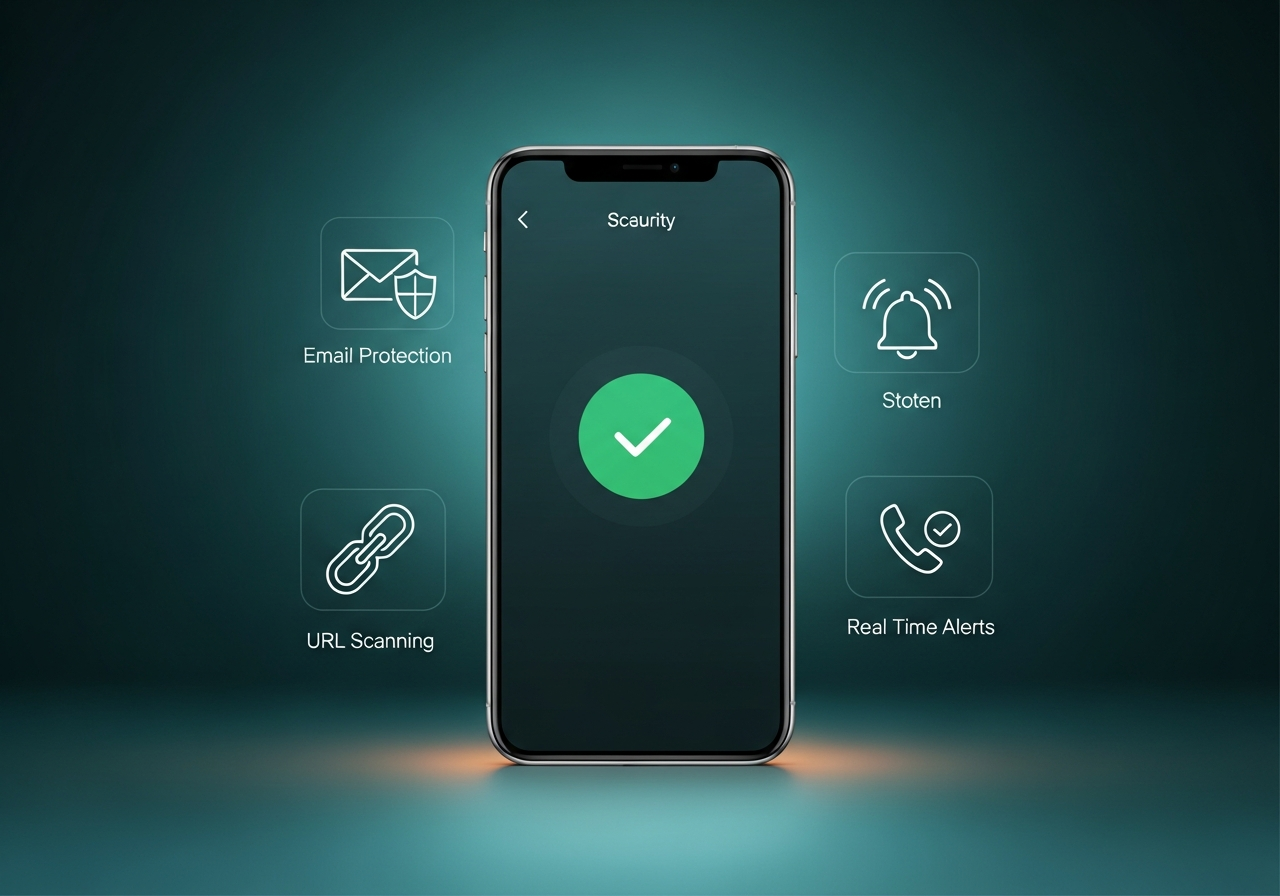 Scaurity
Email Protection
Stoten
URL Scanning
Real Time Alerts